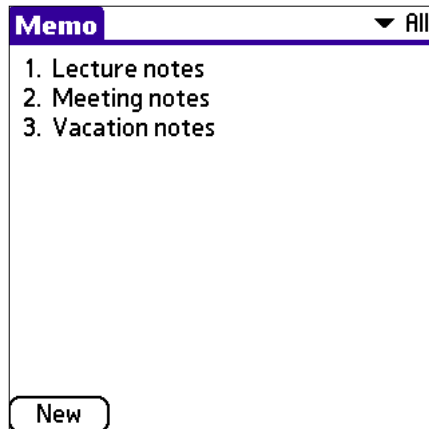 Memo
All
1. Lecture notes
2. Meeting notes
3. Vacation notes
New